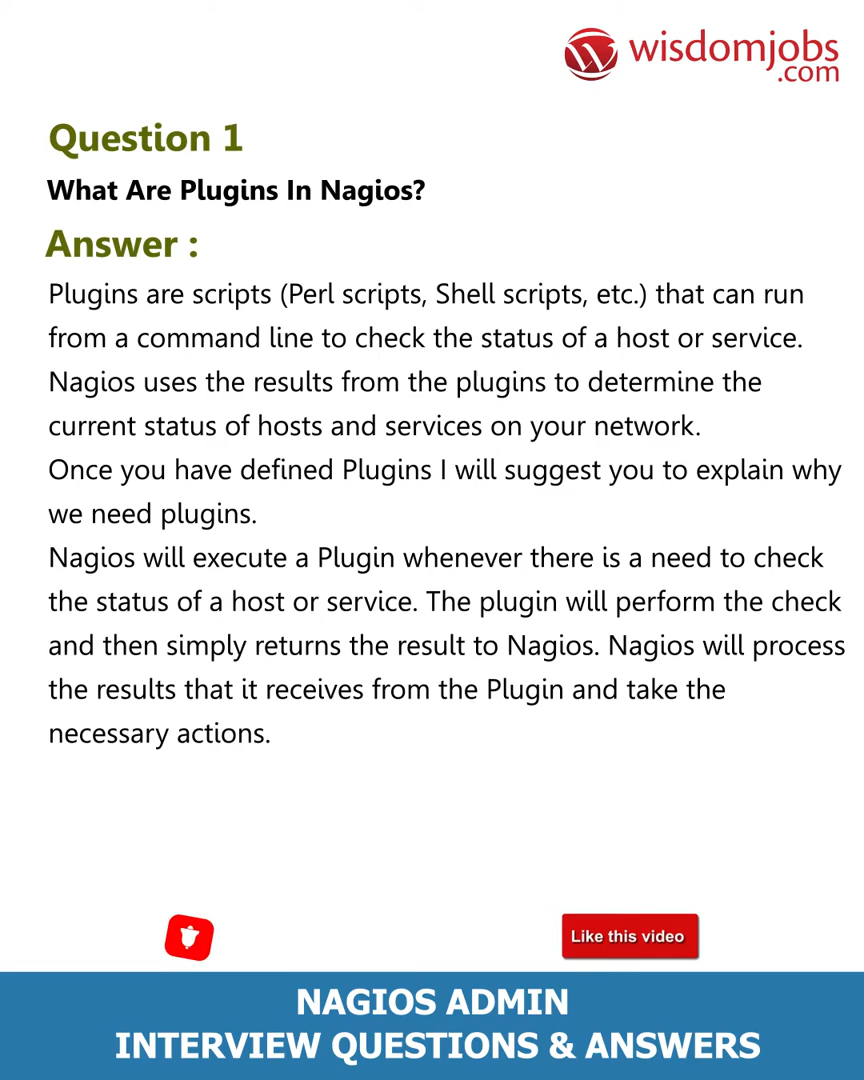 wisdomjobs
.com
Question 1
What Are Plugins In Nagios?
Answer :
Plugins are scripts (Perl scripts, Shell scripts, etc.) that can run
from a command line to check the status of a host or service.
Nagios uses the results from the plugins to determine the
current status of hosts and services on your network.
Once you have defined Plugins I will suggest you to explain why
we need plugins.
Nagios will execute a Plugin whenever there is a need to check
the status of a host or service. The plugin will perform the check
and then simply returns the result to Nagios. Nagios will process
the results that it receives from the Plugin and take the
necessary actions.
Like this video
NAGIOS ADMIN
INTERVIEW QUESTIONS & ANSWERS